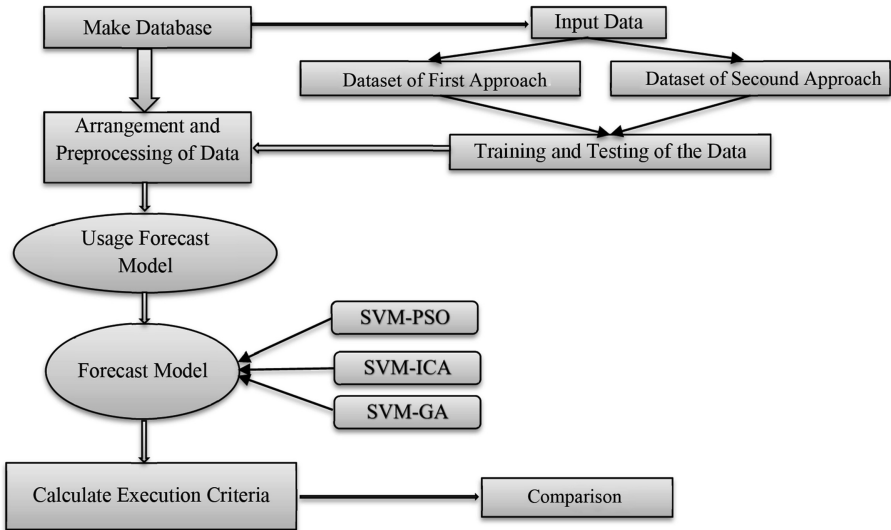 Make Database
Input Data
Dataset of First Approach
Dataset of Secound Approach
Arrangement and
Preprocessing of Data
Training and Testing of the Data
Usage Forecast
Model
SVM-PSO
Forecast Model
SVM-ICA
SVM-GA
Calculate Execution Criteria
Comparison